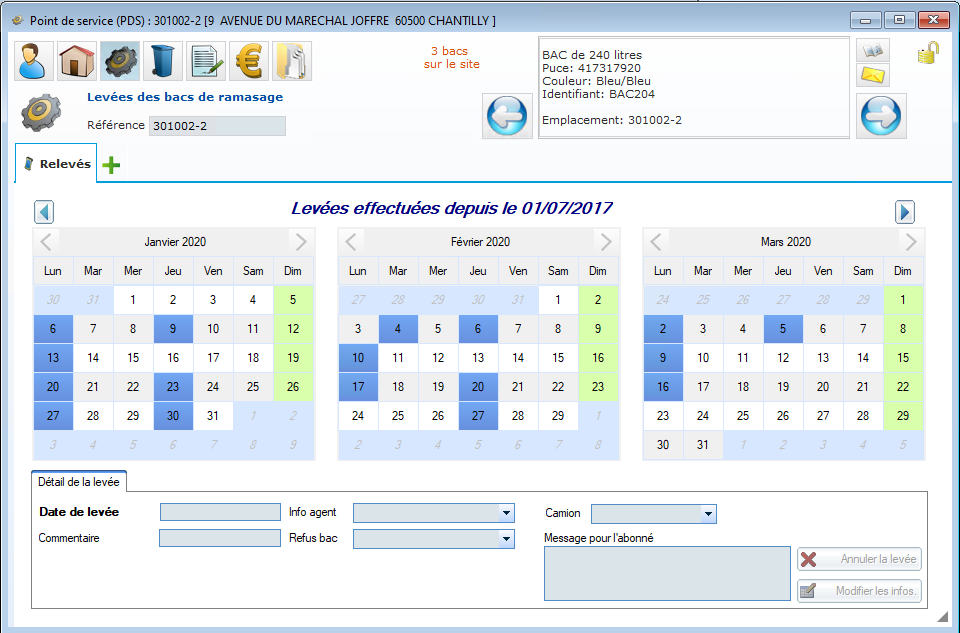 Point de service (PDS) : 301002-2 [9 AVENUE DU MARECHAL JOFFRE 60500 CHANTILLY ]
3 bacs
sur le site
BAC de 240 litres
Puce: 417317920
Couleur: Bleu/Bleu
Identifiant: BAC204
Emplacement: 301002-2
Levées des bacs de ramasage
Référence 301002-2
Relevés
Levées effectuées depuis le 01/07/2017
Janvier 2020
Lun Mar Mer Jeu Ven Sam Dim
30 31 1 2 3 4 5
6 7 8 9 10 11 12
13 14 15 16 17 18 19
20 21 22 23 24 25 26
27 28 29 30 31 1 2
3 4 5 6 7 8 9
Février 2020
Lun Mar Mer Jeu Ven Sam Dim
27 28 29 30 31 1 2
3 4 5 6 7 8 9
10 11 12 13 14 15 16
17 18 19 20 21 22 23
24 25 26 27 28 29 1
2 3 4 5 6 7 8
Mars 2020
Lun Mar Mer Jeu Ven Sam Dim
24 25 26 27 28 29 1
2 3 4 5 6 7 8
9 10 11 12 13 14 15
16 17 18 19 20 21 22
23 24 25 26 27 28 29
30 31 1 2 3 4 5
Détail de la levée
Date de levée Info agent Camion
Commentaire Refus bac Message pour l'abonné
Annuler la levée
Modifier les infos.